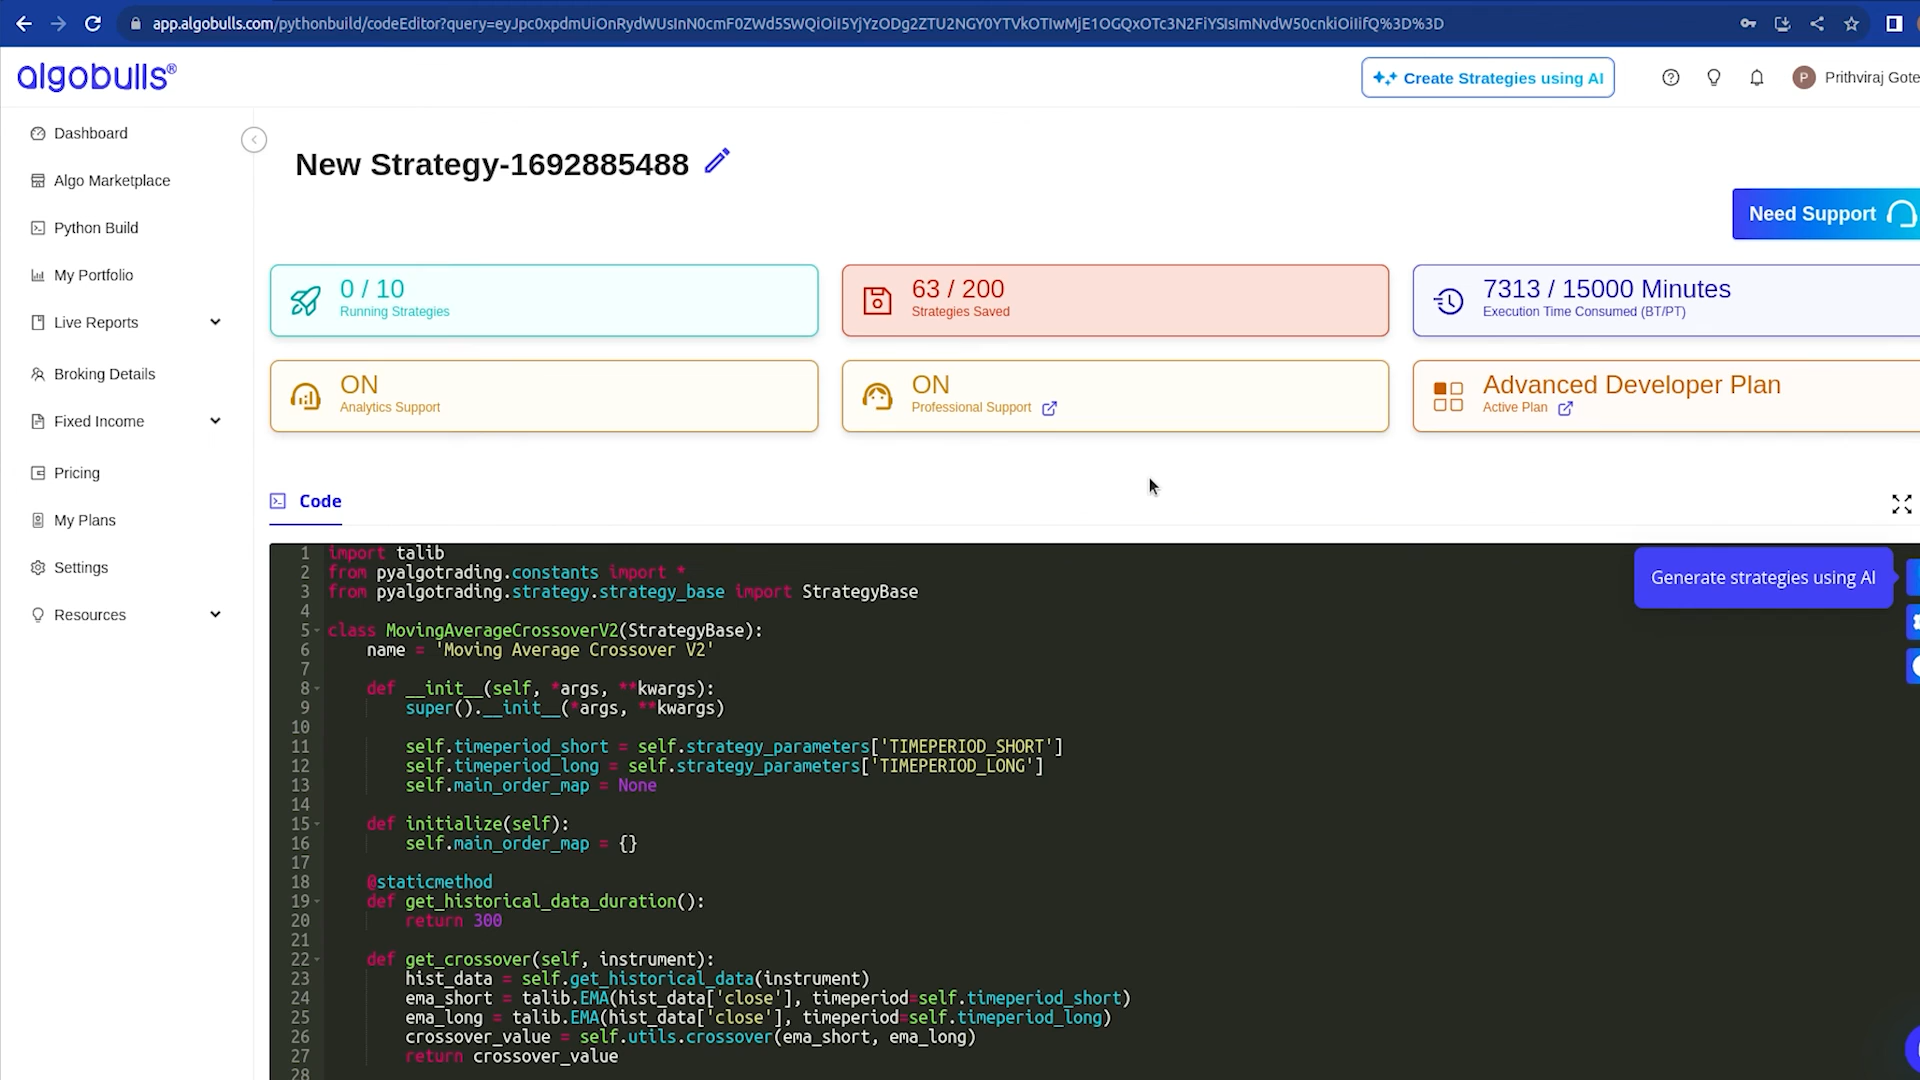 app.algobulls.com/pythonbuild/codeEditor?query=eyJpc0xpdmUiOnRydWUsInN0cmF0ZWd5SWQiOiI5YjYzODg2ZTU2NGY0YTVkOTIwMjE1OGQxOTc3N2FiYSIsImNvdW50cnkiOiIifQ%3D%3D
algobulls®
Create Strategies using AI
P
Prithviraj Gote
Dashboard
Algo Marketplace
Python Build
My Portfolio
Live Reports
Broking Details
Fixed Income
Pricing
My Plans
Settings
Resources
New Strategy-1692885488
Need Support
0 / 10
Running Strategies
63 / 200
Strategies Saved
7313 / 15000 Minutes
Execution Time Consumed (BT/PT)
ON
Analytics Support
ON
Professional Support
Advanced Developer Plan
Active Plan
Code
Generate strategies using AI
1 import talib
2 from pyalgotrading.constants import *
3 from pyalgotrading.strategy.strategy_base import StrategyBase
4
5 class MovingAverageCrossoverV2(StrategyBase):
6     name = 'Moving Average Crossover V2'
7
8     def __init__(self, *args, **kwargs):
9         super().__init__(*args, **kwargs)
10
11         self.timeperiod_short = self.strategy_parameters['TIMEPERIOD_SHORT']
12         self.timeperiod_long = self.strategy_parameters['TIMEPERIOD_LONG']
13         self.main_order_map = None
14
15     def initialize(self):
16         self.main_order_map = {}
17
18     @staticmethod
19     def get_historical_data_duration():
20         return 300
21
22     def get_crossover(self, instrument):
23         hist_data = self.get_historical_data(instrument)
24         ema_short = talib.EMA(hist_data['close'], timeperiod=self.timeperiod_short)
25         ema_long = talib.EMA(hist_data['close'], timeperiod=self.timeperiod_long)
26         crossover_value = self.utils.crossover(ema_short, ema_long)
27         return crossover_value
28